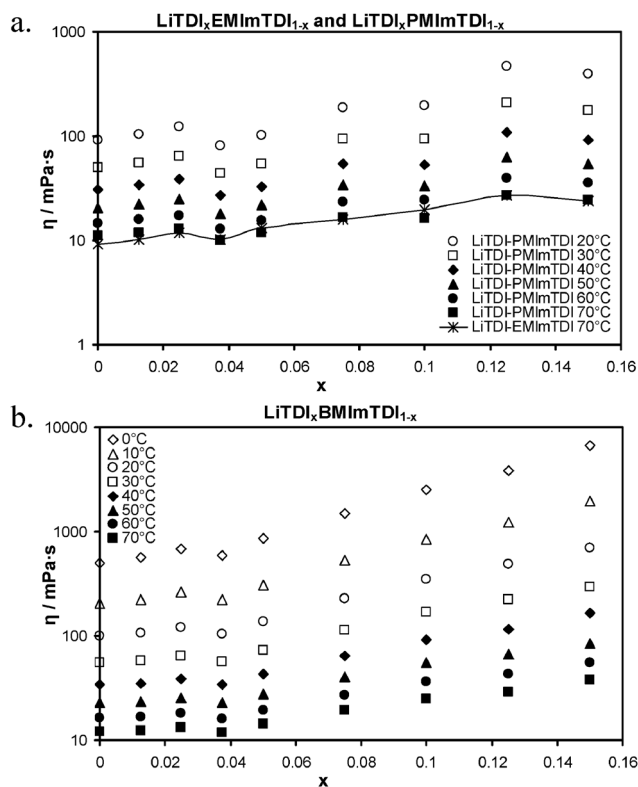 a.
LiTDIₓEMImTDI₁₋ₓ and LiTDIₓPMImTDI₁₋ₓ
1000
100
10
1
η / mPa·s
0 0.02 0.04 0.06 0.08 0.1 0.12 0.14 0.16
x
LiTDI-PMImTDI 20°C
LiTDI-PMImTDI 30°C
LiTDI-PMImTDI 40°C
LiTDI-PMImTDI 50°C
LiTDI-PMImTDI 60°C
LiTDI-PMImTDI 70°C
LiTDI-EMImTDI 70°C
b.
LiTDIₓBMImTDI₁₋ₓ
10000
1000
100
10
η / mPa·s
0°C
10°C
20°C
30°C
40°C
50°C
60°C
70°C
0 0.02 0.04 0.06 0.08 0.1 0.12 0.14 0.16
x